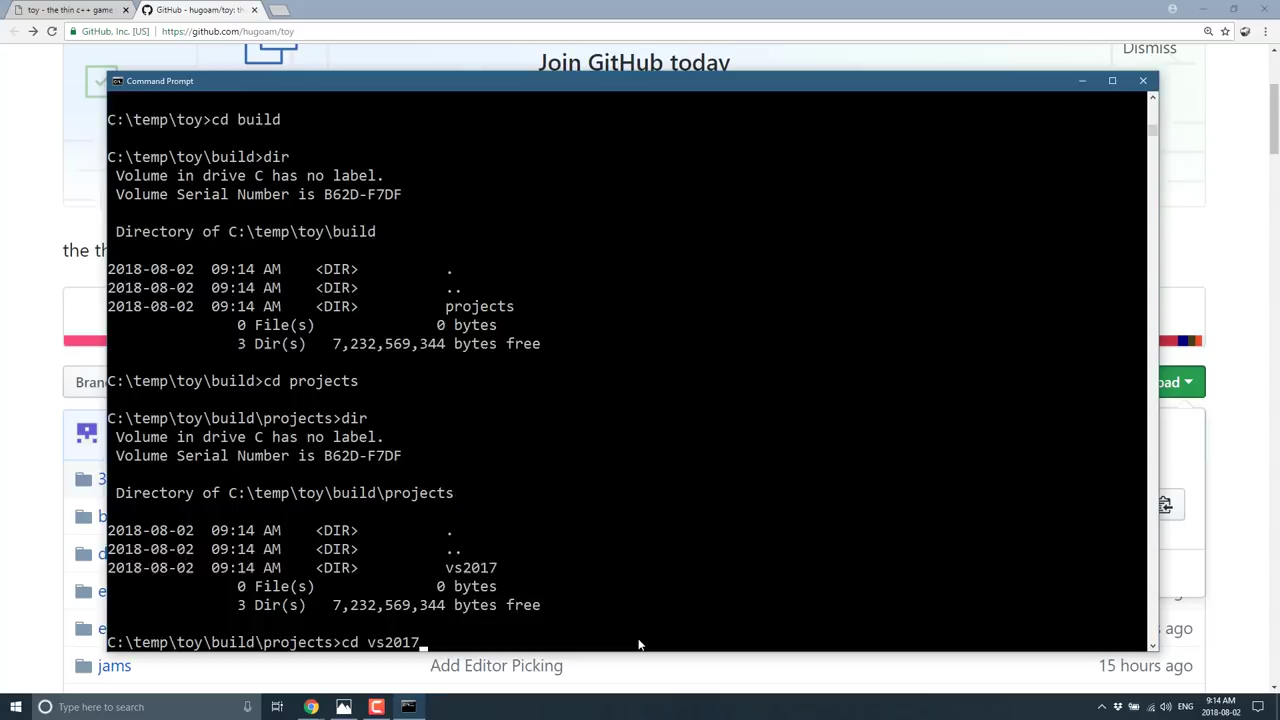 toy - the thin c++ game
GitHub - hugoam/toy: th
GitHub, Inc. [US] | https://github.com/hugoam/toy
Join GitHub today
Dismiss
Command Prompt
C:\temp\toy>cd build
C:\temp\toy\build>dir
Volume in drive C has no label.
Volume Serial Number is B62D-F7DF
Directory of C:\temp\toy\build
2018-08-02 09:14 AM <DIR> .
2018-08-02 09:14 AM <DIR> ..
2018-08-02 09:14 AM <DIR> projects
0 File(s) 0 bytes
3 Dir(s) 7,232,569,344 bytes free
the th
C:\temp\toy\build>cd projects
Bran
oad
C:\temp\toy\build\projects>dir
Volume in drive C has no label.
Volume Serial Number is B62D-F7DF
Directory of C:\temp\toy\build\projects
2018-08-02 09:14 AM <DIR> .
2018-08-02 09:14 AM <DIR> ..
2018-08-02 09:14 AM <DIR> vs2017
0 File(s) 0 bytes
3 Dir(s) 7,232,569,344 bytes free
C:\temp\toy\build\projects>cd vs2017_
3
b
d
e
e
s ago
jams Add Editor Picking 15 hours ago
Type here to search
ENG
9:14 AM
2018-08-02